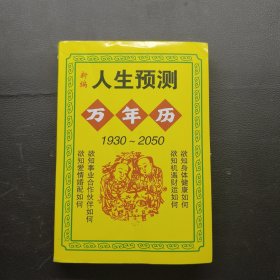 新编
人生预测
万年历
1930~2050
欲知身体健康如何
欲知机遇财运如何
欲知事业合作伙伴如何
欲知爱情婚配如何